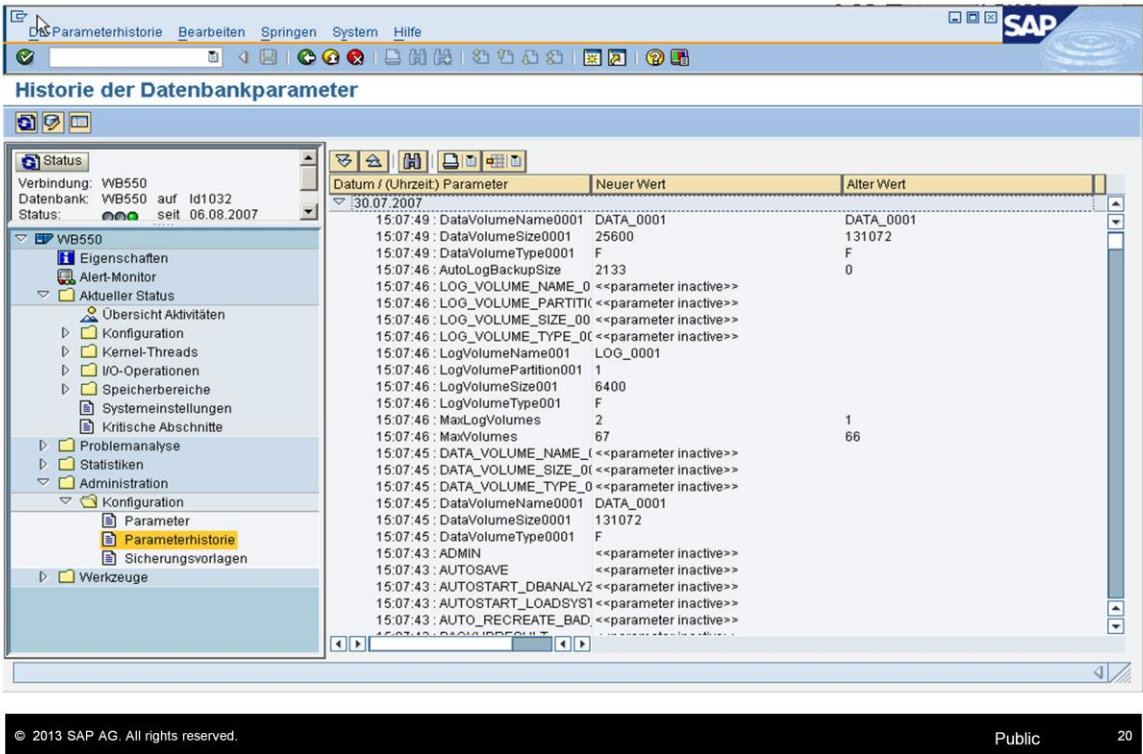 SAP
Parameterhistorie Bearbeiten Springen System Hilfe
Historie der Datenbankparameter
Status
Verbindung: WB550
Datenbank: WB550 auf ld1032
Status: seit 06.08.2007
WB550
Eigenschaften
Alert-Monitor
Aktueller Status
Übersicht Aktivitäten
Konfiguration
Kernel-Threads
I/O-Operationen
Speicherbereiche
Systemeinstellungen
Kritische Abschnitte
Problemanalyse
Statistiken
Administration
Konfiguration
Parameter
Parameterhistorie
Sicherungsvorlagen
Werkzeuge
Datum / (Uhrzeit:) Parameter Neuer Wert Alter Wert
30.07.2007
15:07:49 : DataVolumeName0001 DATA_0001 DATA_0001
15:07:49 : DataVolumeSize0001 25600 131072
15:07:49 : DataVolumeType0001 F F
15:07:46 : AutoLogBackupSize 2133 0
15:07:46 : LOG_VOLUME_NAME_0 <<parameter inactive>>
15:07:46 : LOG_VOLUME_PARTITI <<parameter inactive>>
15:07:46 : LOG_VOLUME_SIZE_00 <<parameter inactive>>
15:07:46 : LOG_VOLUME_TYPE_00 <<parameter inactive>>
15:07:46 : LogVolumeName001 LOG_0001
15:07:46 : LogVolumePartition001 1
15:07:46 : LogVolumeSize001 6400
15:07:46 : LogVolumeType001 F
15:07:46 : MaxLogVolumes 2 1
15:07:46 : MaxVolumes 67 66
15:07:45 : DATA_VOLUME_NAME_ <<parameter inactive>>
15:07:45 : DATA_VOLUME_SIZE_00 <<parameter inactive>>
15:07:45 : DATA_VOLUME_TYPE_0 <<parameter inactive>>
15:07:45 : DataVolumeName0001 DATA_0001
15:07:45 : DataVolumeSize0001 131072
15:07:45 : DataVolumeType0001 F
15:07:43 : ADMIN <<parameter inactive>>
15:07:43 : AUTOSAVE <<parameter inactive>>
15:07:43 : AUTOSTART_DBANALYZ <<parameter inactive>>
15:07:43 : AUTOSTART_LOADSYST <<parameter inactive>>
15:07:43 : AUTO_RECREATE_BAD_ <<parameter inactive>>
© 2013 SAP AG. All rights reserved. Public 20